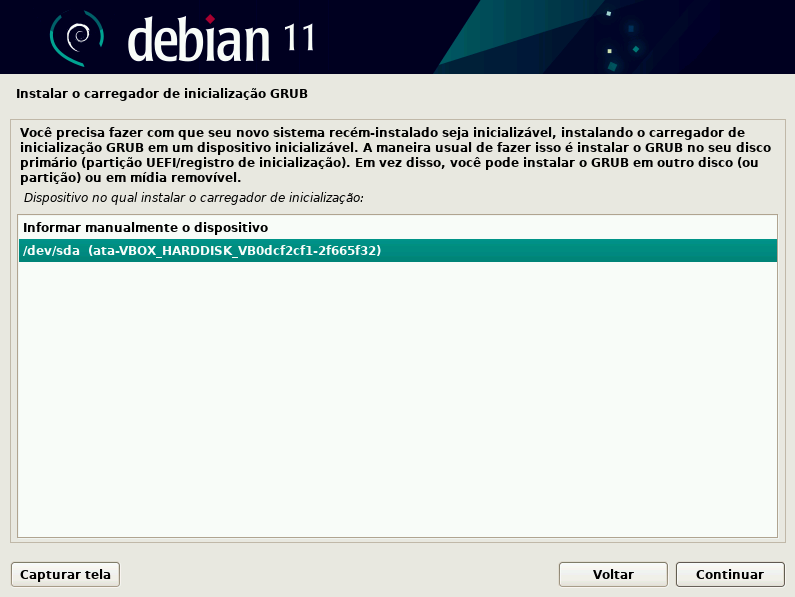 debian 11
Instalar o carregador de inicialização GRUB
Você precisa fazer com que seu novo sistema recém-instalado seja inicializável, instalando o carregador de
inicialização GRUB em um dispositivo inicializável. A maneira usual de fazer isso é instalar o GRUB no seu disco
primário (partição UEFI/registro de inicialização). Em vez disso, você pode instalar o GRUB em outro disco (ou
partição) ou em mídia removível.
Dispositivo no qual instalar o carregador de inicialização:
Informar manualmente o dispositivo
/dev/sda  (ata-VBOX_HARDDISK_VB0dcf2cf1-2f665f32)
Capturar tela
Voltar
Continuar